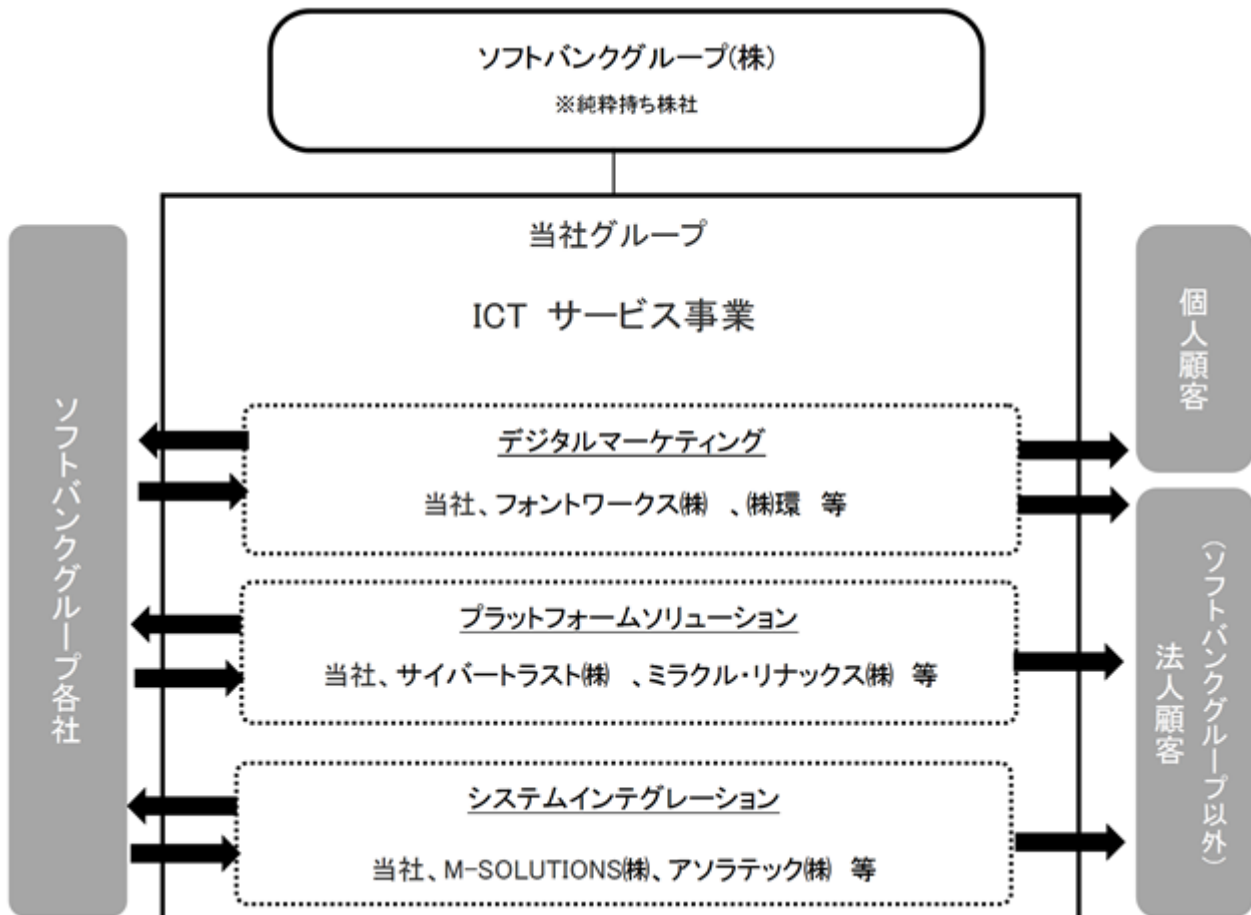 ソフトバンクグループ(株)
※純粋持ち株社
当社グループ
ICT サービス事業
ソフトバンクグループ各社
デジタルマーケティング
当社、フォントワークス㈱ 、㈱環 等
プラットフォームソリューション
当社、サイバートラスト㈱ 、ミラクル・リナックス㈱ 等
システムインテグレーション
当社、M-SOLUTIONS㈱、アソラテック㈱ 等
個人顧客
(ソフトバンクグループ以外)
法人顧客